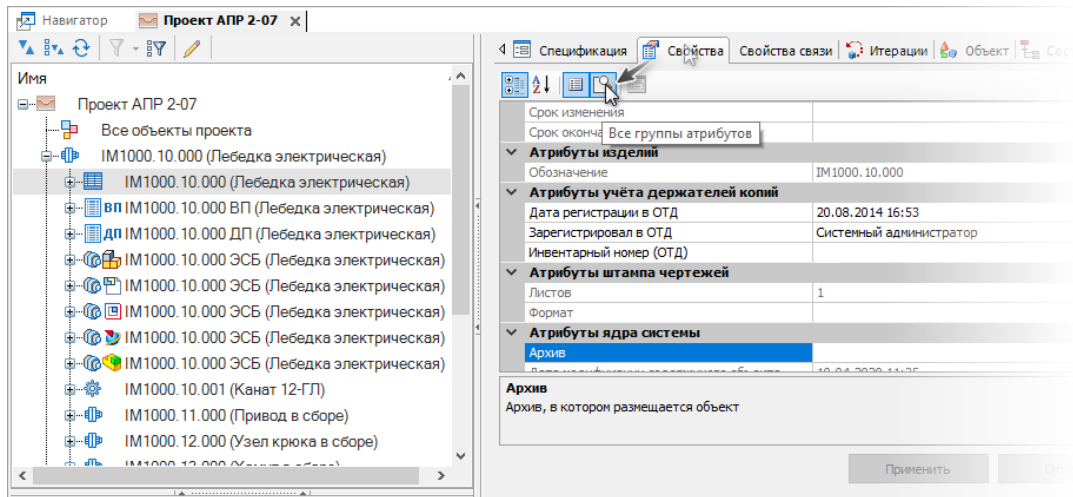 Навигатор Проект АПР 2-07
Имя
Проект АПР 2-07
Все объекты проекта
IM1000.10.000 (Лебедка электрическая)
IM1000.10.000 (Лебедка электрическая)
ВП IM1000.10.000 ВП (Лебедка электрическая)
ДП IM1000.10.000 ДП (Лебедка электрическая)
IM1000.10.000 ЭСБ (Лебедка электрическая)
IM1000.10.000 ЭСБ (Лебедка электрическая)
IM1000.10.000 ЭСБ (Лебедка электрическая)
IM1000.10.000 ЭСБ (Лебедка электрическая)
IM1000.10.000 ЭСБ (Лебедка электрическая)
IM1000.10.001 (Канат 12-ГЛ)
IM1000.11.000 (Привод в сборе)
IM1000.12.000 (Узел крюка в сборе)
Спецификация Свойства Свойства связи Итерации Объект
Срок изменения
Срок
Все группы атрибутов
Атрибуты изделий
Обозначение IM1000.10.000
Атрибуты учёта держателей копий
Дата регистрации в ОТД 20.08.2014 16:53
Зарегистрировал в ОТД Системный администратор
Инвентарный номер (ОТД)
Атрибуты штампа чертежей
Листов 1
Формат
Атрибуты ядра системы
Архив
Архив
Архив, в котором размещается объект
Применить